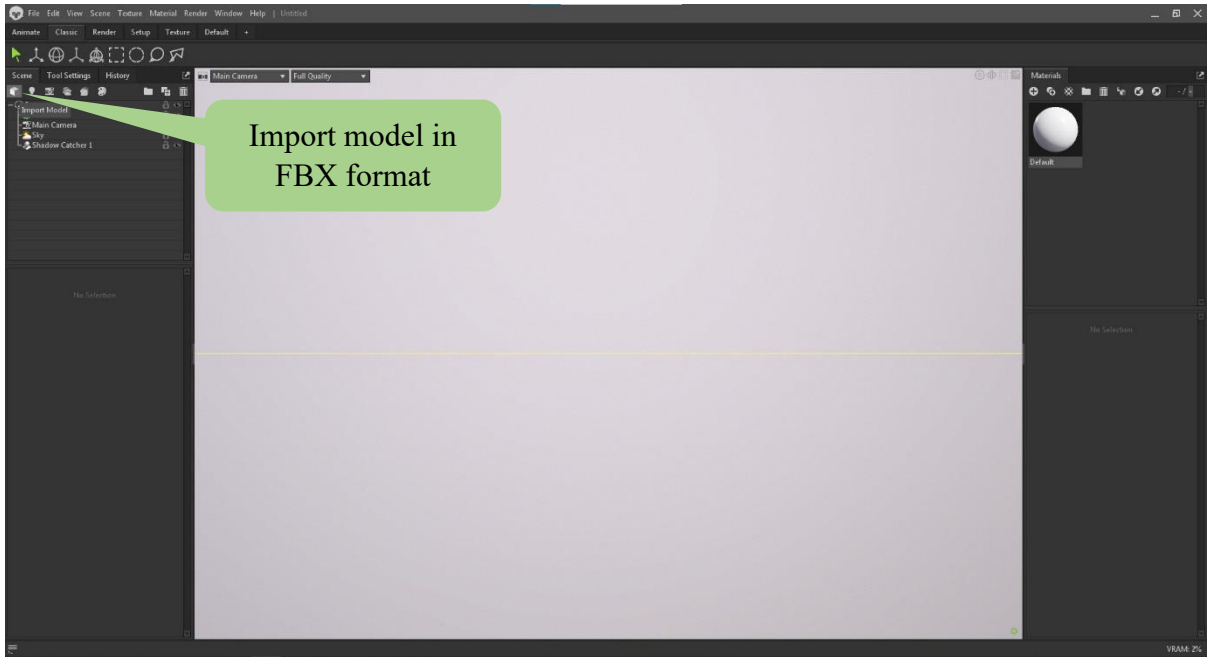 File Edit View Scene Texture Material Render Window Help | Untitled
Animate Classic Render Setup Texture Default +
Scene Tool Settings History
Main Camera Full Quality
Materials
Import Model
Main Camera
Sky
Shadow Catcher 1
Import model in
FBX format
Default
No Selection
No Selection
VRAM: 2%